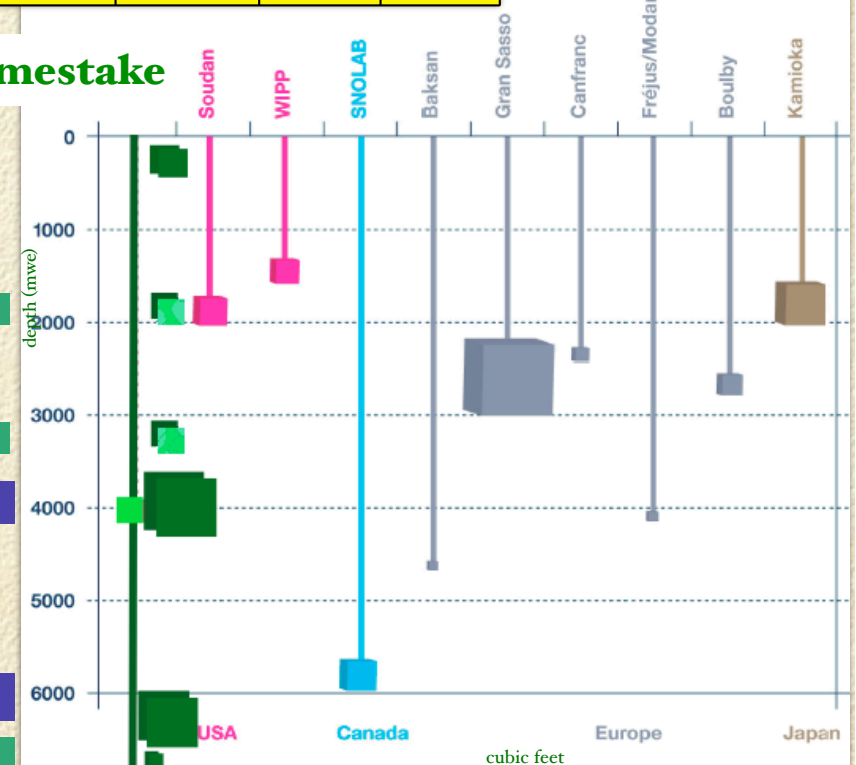 mestake
Soudan
WIPP
SNOLAB
Baksan
Gran Sasso
Canfranc
Fréjus/Modan
Boulby
Kamioka
0
1000
2000
3000
4000
5000
6000
depth (mwe)
USA
Canada
Europe
Japan
cubic feet